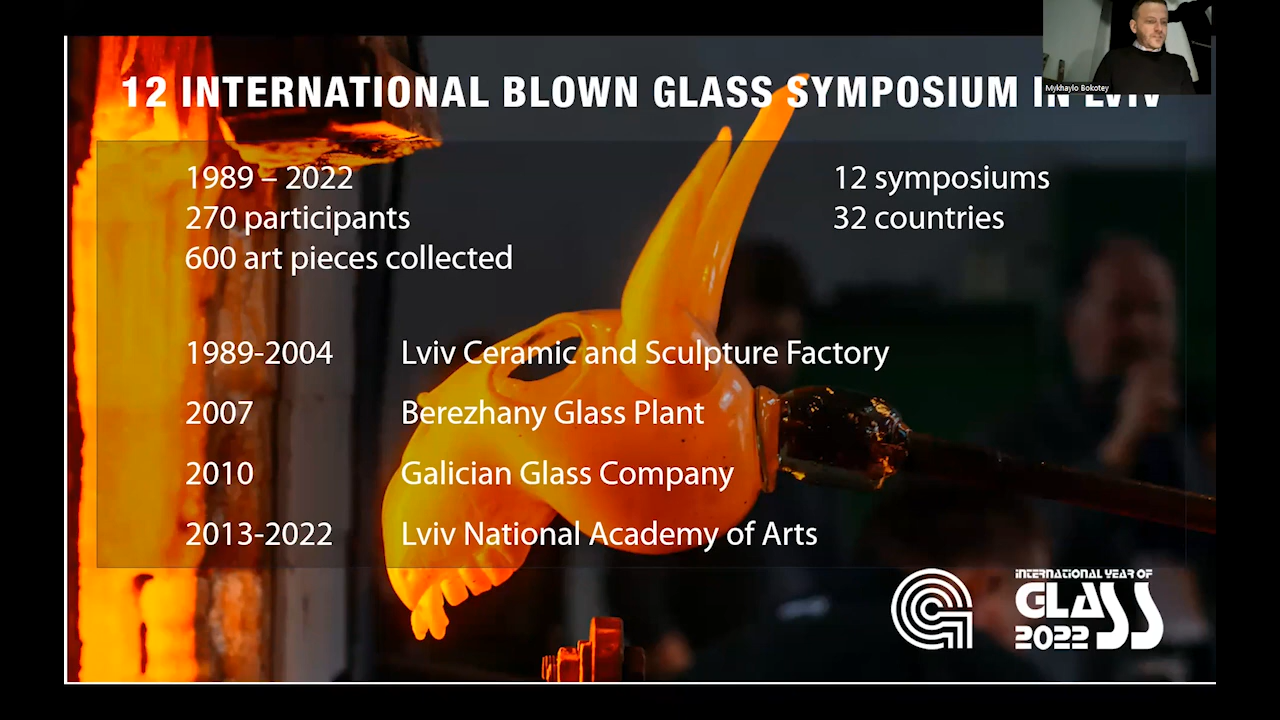 12 INTERNATIONAL BLOWN GLASS SYMPOSIUM IN LVIV
Mykhaylo Bokotey
1989 – 2022
270 participants
600 art pieces collected
12 symposiums
32 countries
1989-2004 Lviv Ceramic and Sculpture Factory
2007 Berezhany Glass Plant
2010 Galician Glass Company
2013-2022 Lviv National Academy of Arts
INTERNATIONAL YEAR OF
GLASS
2022